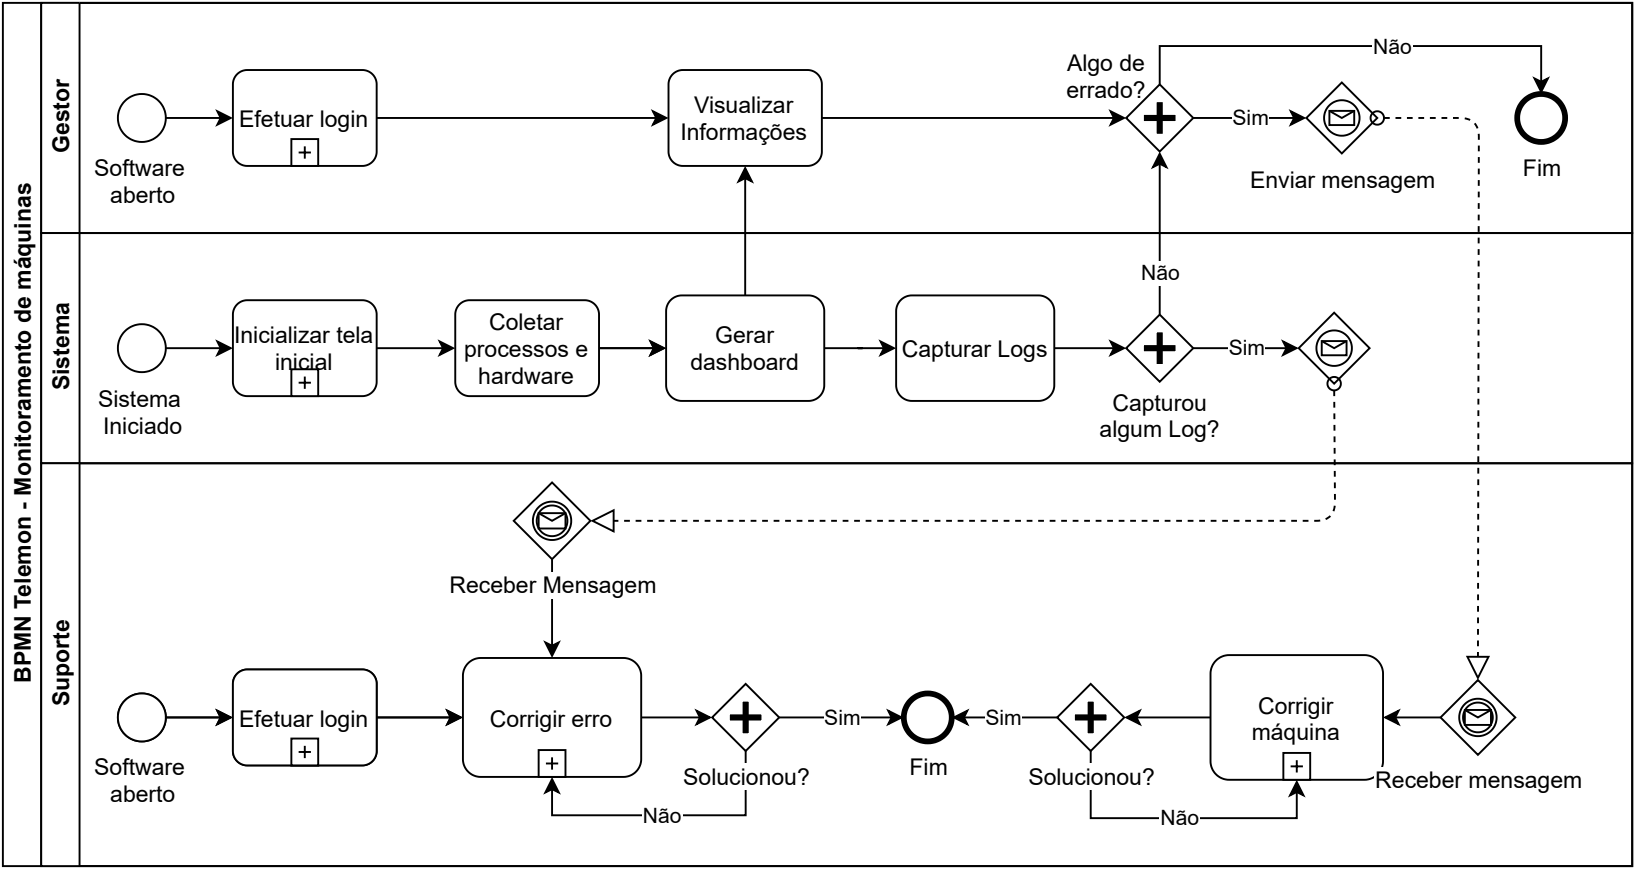 BPMN Telemon - Monitoramento de máquinas
Gestor
Software
aberto
Efetuar login
Visualizar
Informações
Algo de
errado?
Não
Sim
Enviar mensagem
Fim
Sistema
Sistema
Iniciado
Inicializar tela
inicial
Coletar
processos e
hardware
Gerar
dashboard
Capturar Logs
Não
Sim
Capturou
algum Log?
Suporte
Receber Mensagem
Software
aberto
Efetuar login
Corrigir erro
Solucionou?
Sim
Não
Fim
Sim
Solucionou?
Não
Corrigir
máquina
Receber mensagem